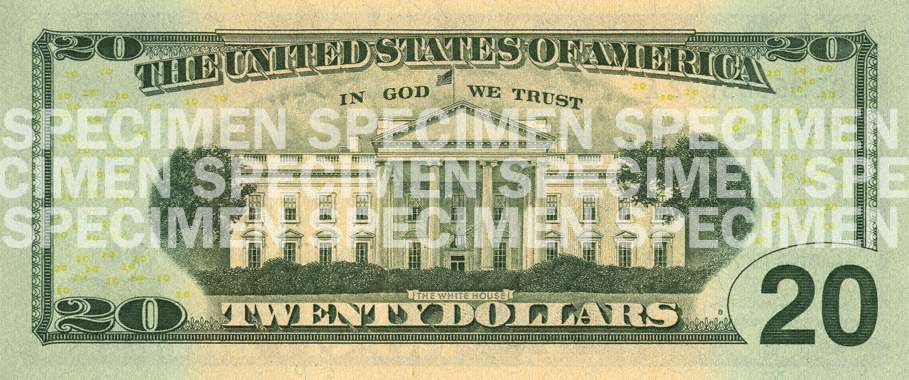 20 20
THE UNITED STATES OF AMERICA
IN GOD WE TRUST
SPECIMEN SPECIMEN SPECIMEN SPECIMEN
CIMEN SPECIMEN SPECIMEN SPECIMEN SPE
SPECIMEN SPECIMEN SPECIMEN SPECIMEN
THE WHITE HOUSE
20 TWENTY DOLLARS 20